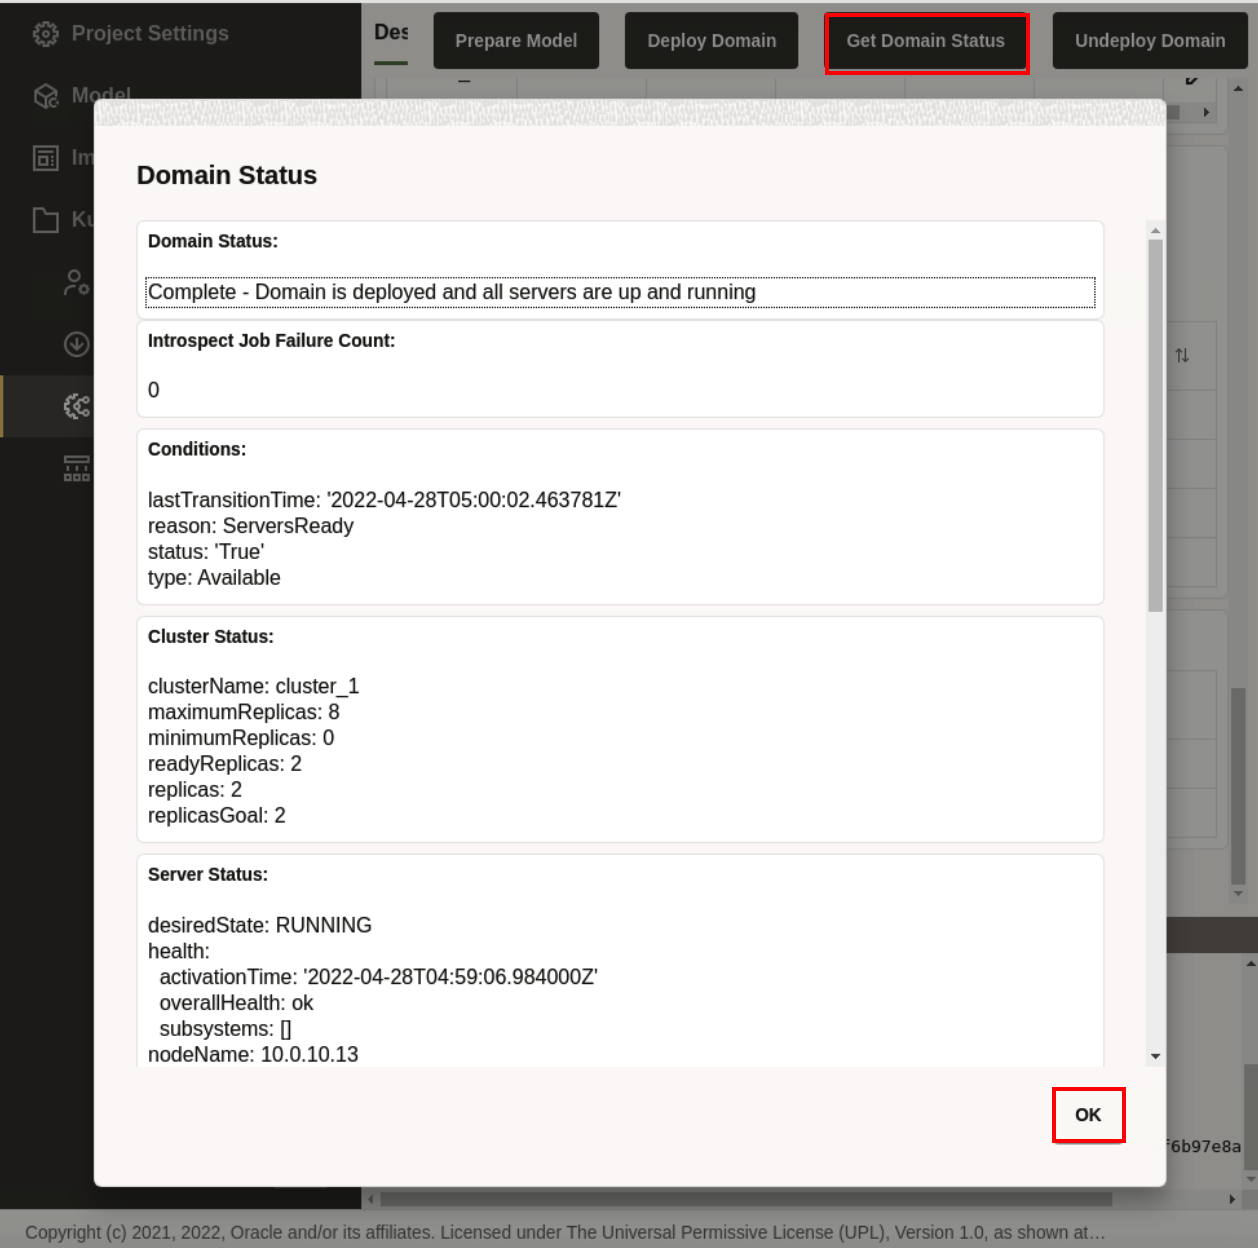 Project Settings
Des
Prepare Model
Deploy Domain
Get Domain Status
Undeploy Domain
Model
Im
Ku
Domain Status
Domain Status:
Complete - Domain is deployed and all servers are up and running
Introspect Job Failure Count:
0
Conditions:
lastTransitionTime: '2022-04-28T05:00:02.463781Z'
reason: ServersReady
status: 'True'
type: Available
Cluster Status:
clusterName: cluster_1
maximumReplicas: 8
minimumReplicas: 0
readyReplicas: 2
replicas: 2
replicasGoal: 2
Server Status:
desiredState: RUNNING
health:
activationTime: '2022-04-28T04:59:06.984000Z'
overallHealth: ok
subsystems: []
nodeName: 10.0.10.13
OK
f6b97e8a
Copyright (c) 2021, 2022, Oracle and/or its affiliates. Licensed under The Universal Permissive License (UPL), Version 1.0, as shown at…